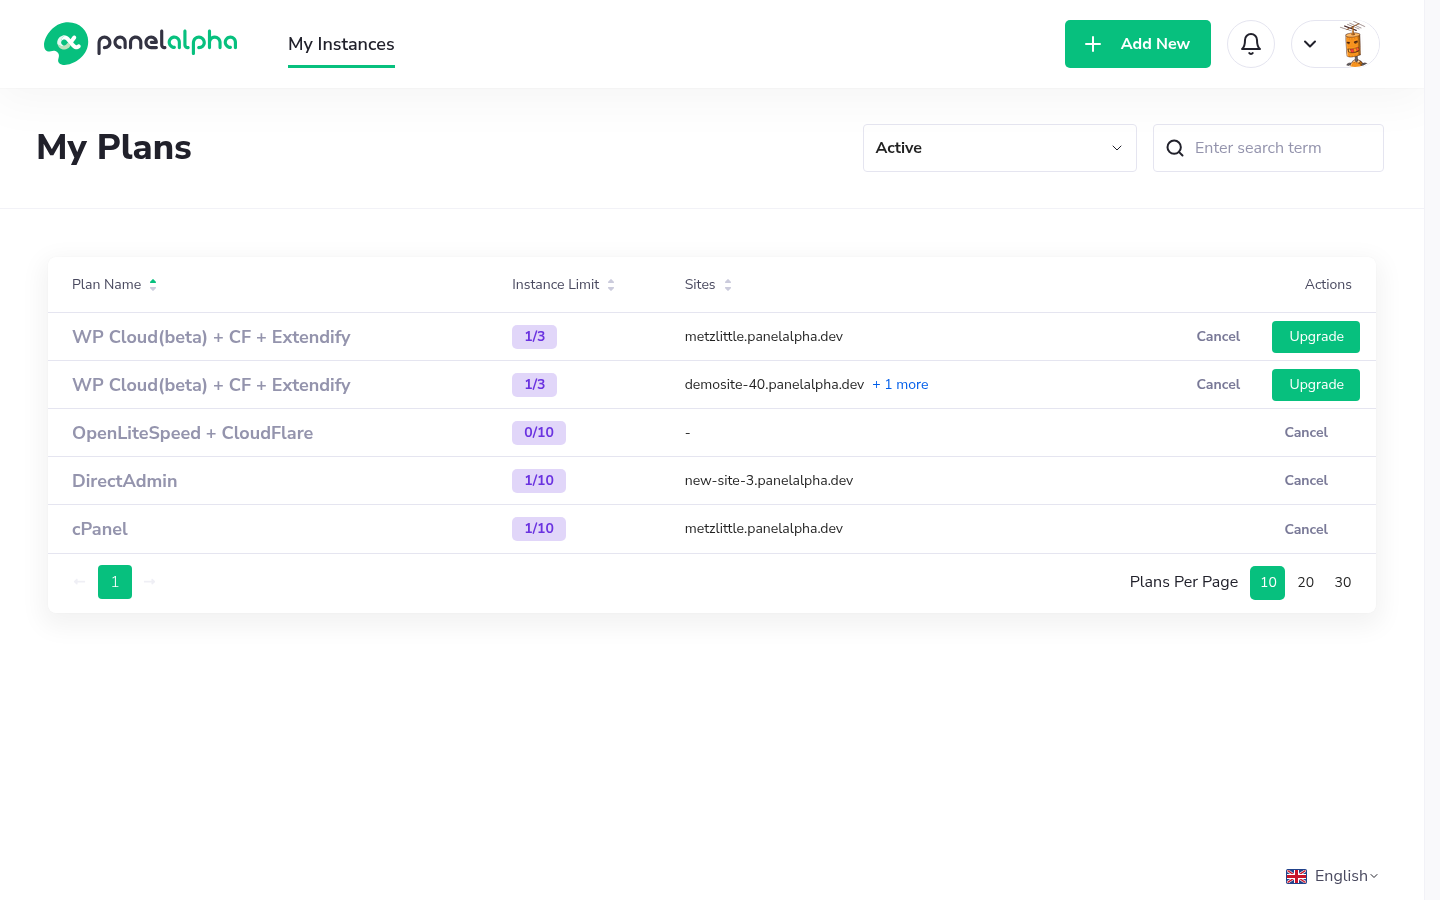 panelalpha
My Instances
Add New
My Plans
Active
Enter search term
Plan Name
Instance Limit
Sites
Actions
WP Cloud(beta) + CF + Extendify
1/3
metzlittle.panelalpha.dev
Cancel
Upgrade
WP Cloud(beta) + CF + Extendify
1/3
demosite-40.panelalpha.dev + 1 more
Cancel
Upgrade
OpenLiteSpeed + CloudFlare
0/10
-
Cancel
DirectAdmin
1/10
new-site-3.panelalpha.dev
Cancel
cPanel
1/10
metzlittle.panelalpha.dev
Cancel
← 1 →
Plans Per Page 10 20 30
English